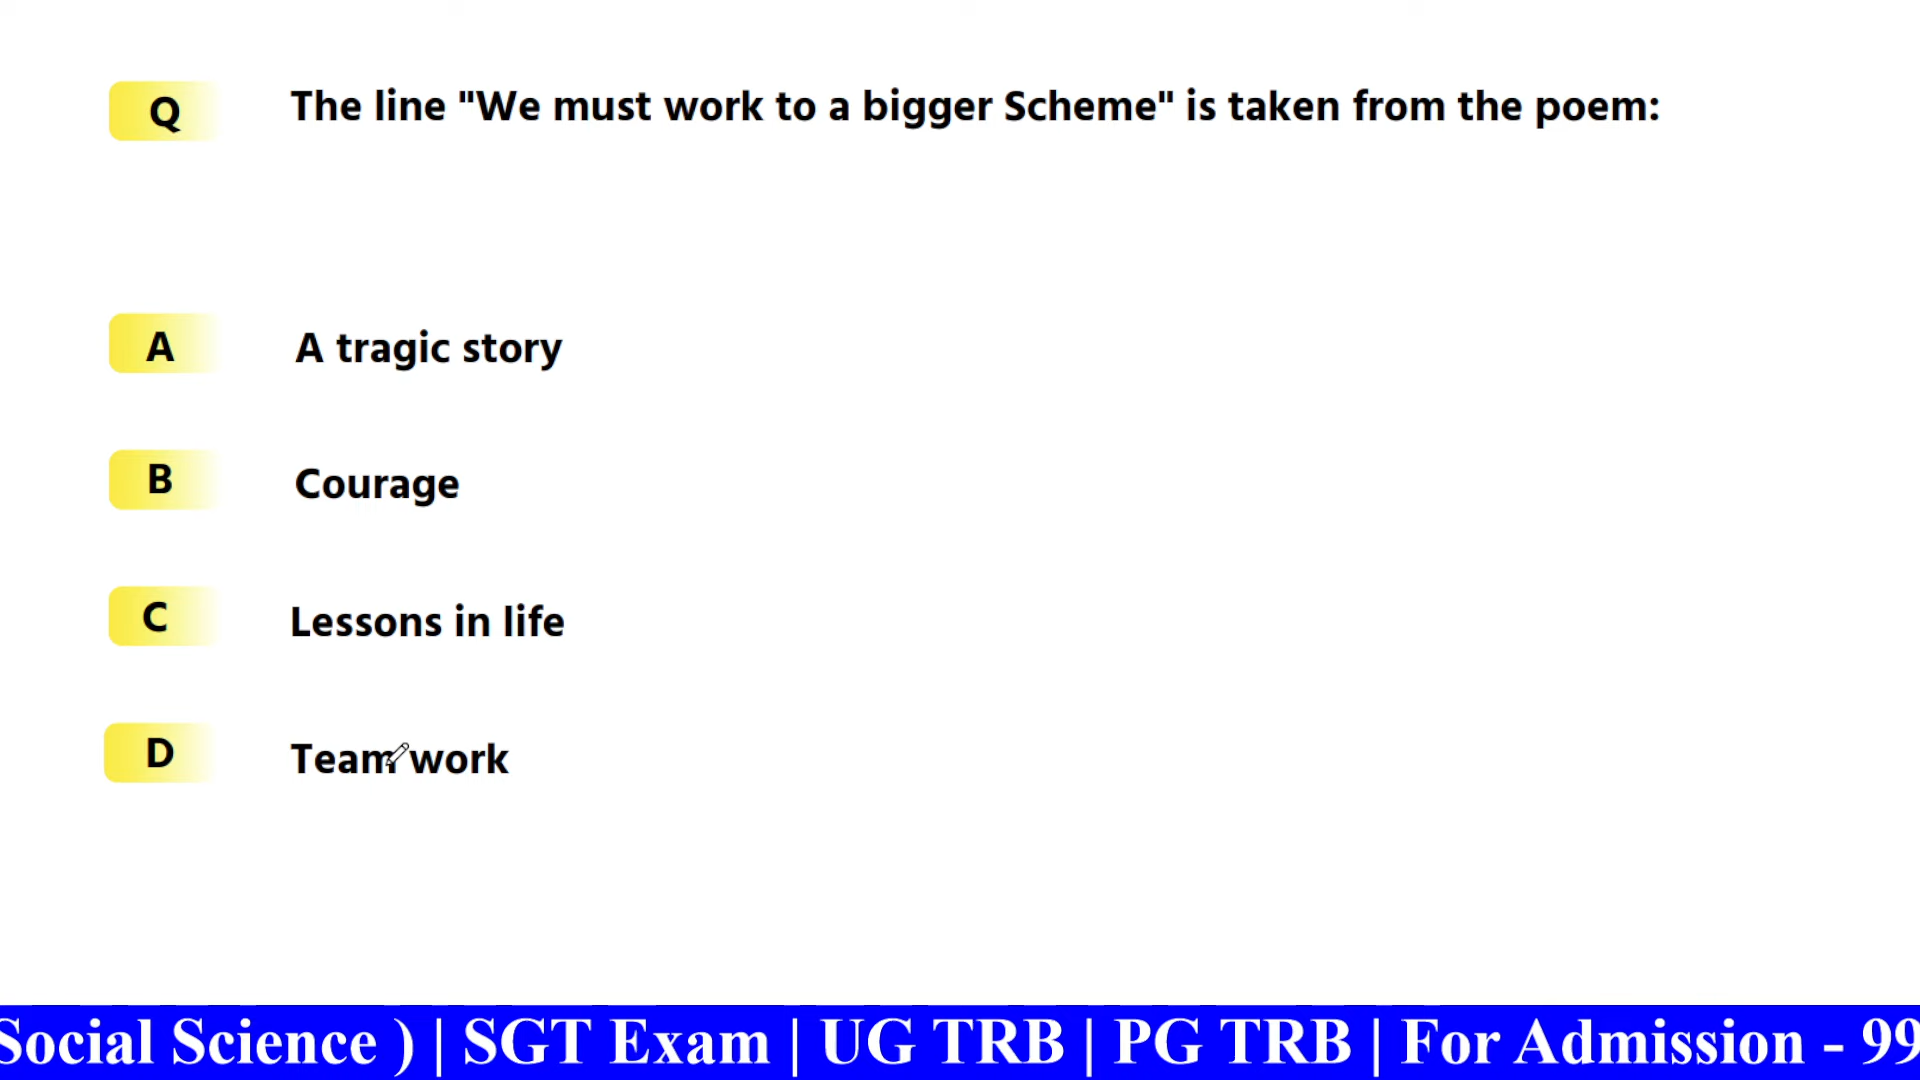 Q The line "We must work to a bigger Scheme" is taken from the poem:
A A tragic story
B Courage
C Lessons in life
D Team work
Social Science ) | SGT Exam | UG TRB | PG TRB | For Admission - 99